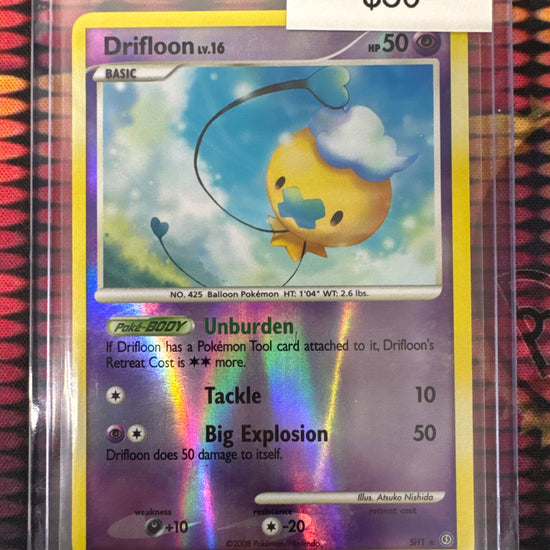 Drifloon LV.16
HP 50
BASIC
NO. 425 Balloon Pokémon HT: 1'04" WT: 2.6 lbs.
Poké-BODY Unburden
If Drifloon has a Pokémon Tool card attached to it, Drifloon's
Retreat Cost is more.
Tackle 10
Big Explosion 50
Drifloon does 50 damage to itself.
Illus. Atsuko Nishida
weakness resistance retreat cost
+10 -20
©2008 Pokémon/Nintendo SH1